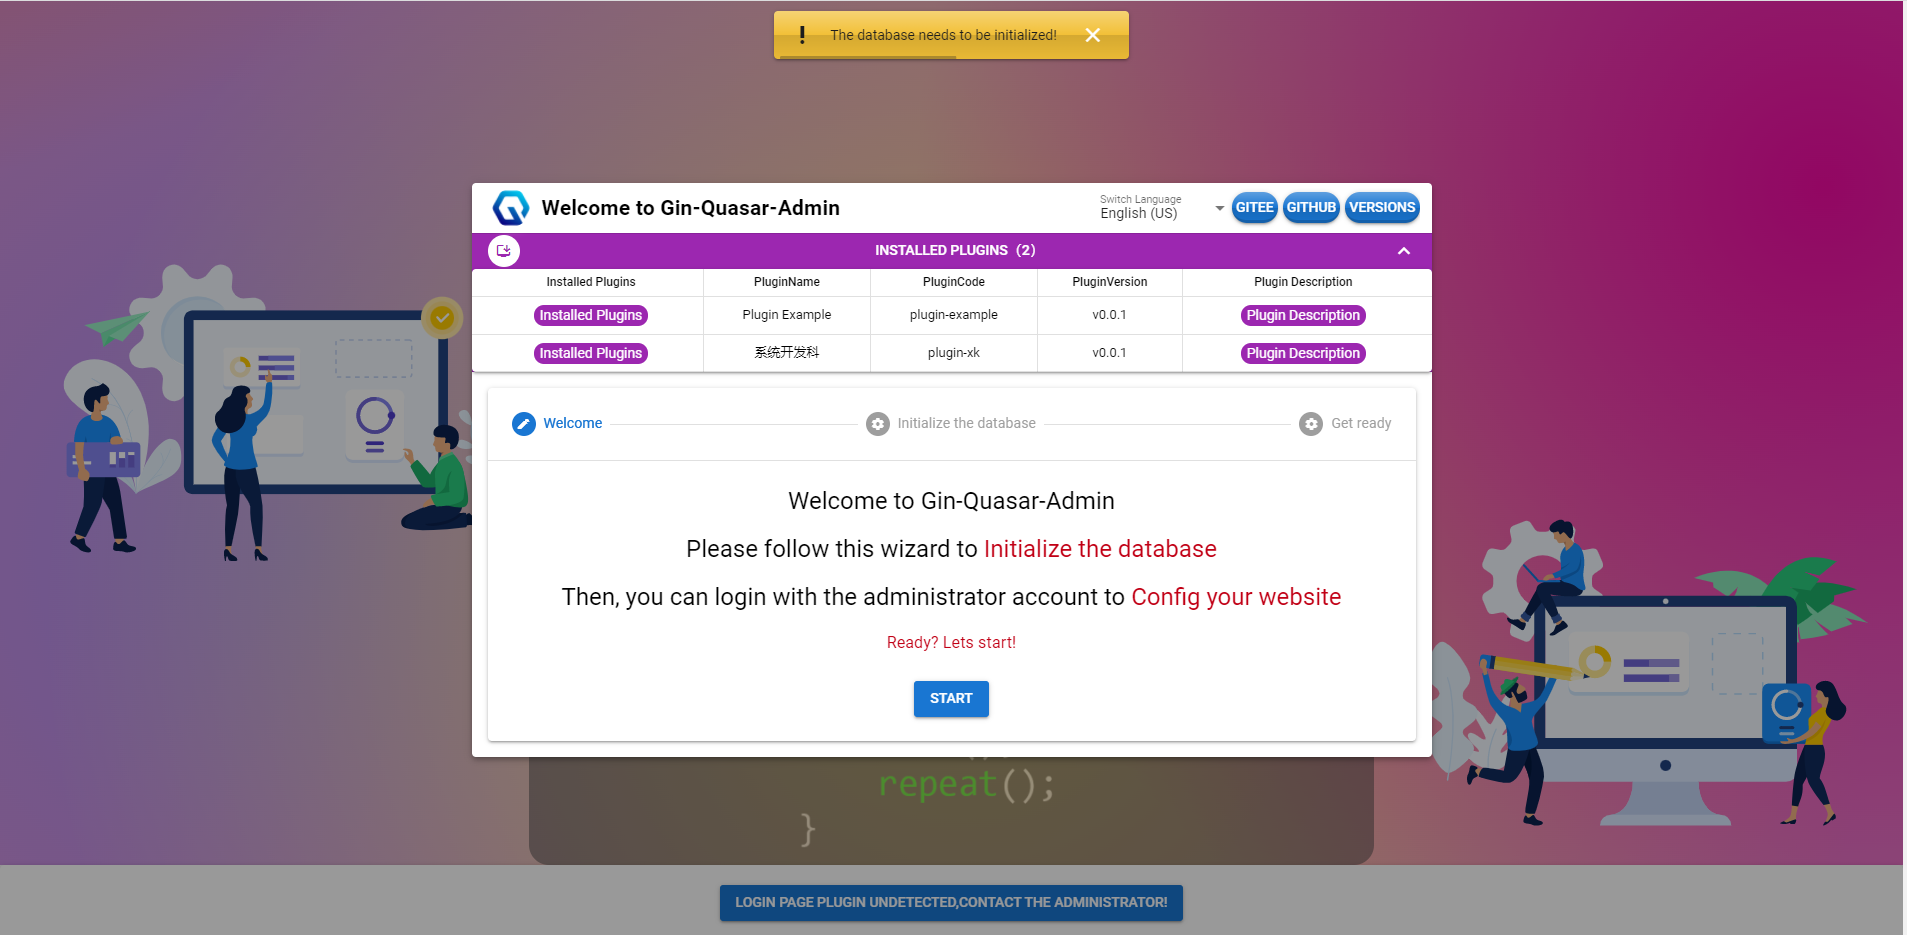 The database needs to be initialized!
Welcome to Gin-Quasar-Admin
Switch Language
English (US)
GITEE
GITHUB
VERSIONS
INSTALLED PLUGINS (2)
Installed Plugins PluginName PluginCode PluginVersion Plugin Description
Installed Plugins Plugin Example plugin-example v0.0.1 Plugin Description
Installed Plugins 系统开发科 plugin-xk v0.0.1 Plugin Description
Welcome
Initialize the database
Get ready
Welcome to Gin-Quasar-Admin
Please follow this wizard to Initialize the database
Then, you can login with the administrator account to Config your website
Ready? Lets start!
START
repeat();
}
LOGIN PAGE PLUGIN UNDETECTED,CONTACT THE ADMINISTRATOR!